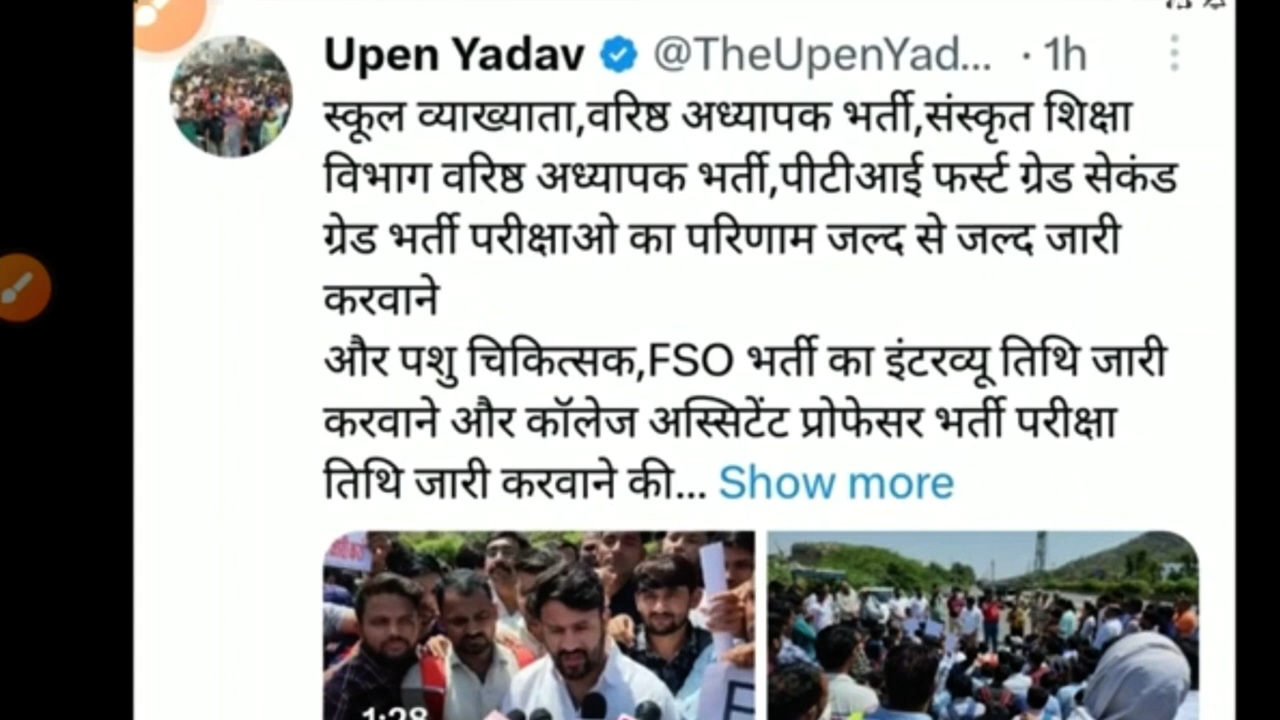 Upen Yadav @TheUpenYad... · 1h
स्कूल व्याख्याता,वरिष्ठ अध्यापक भर्ती,संस्कृत शिक्षा
विभाग वरिष्ठ अध्यापक भर्ती,पीटीआई फर्स्ट ग्रेड सेकंड
ग्रेड भर्ती परीक्षाओ का परिणाम जल्द से जल्द जारी
करवाने
और पशु चिकित्सक,FSO भर्ती का इंटरव्यू तिथि जारी
करवाने और कॉलेज अस्सिटेंट प्रोफेसर भर्ती परीक्षा
तिथि जारी करवाने की... Show more
1:28